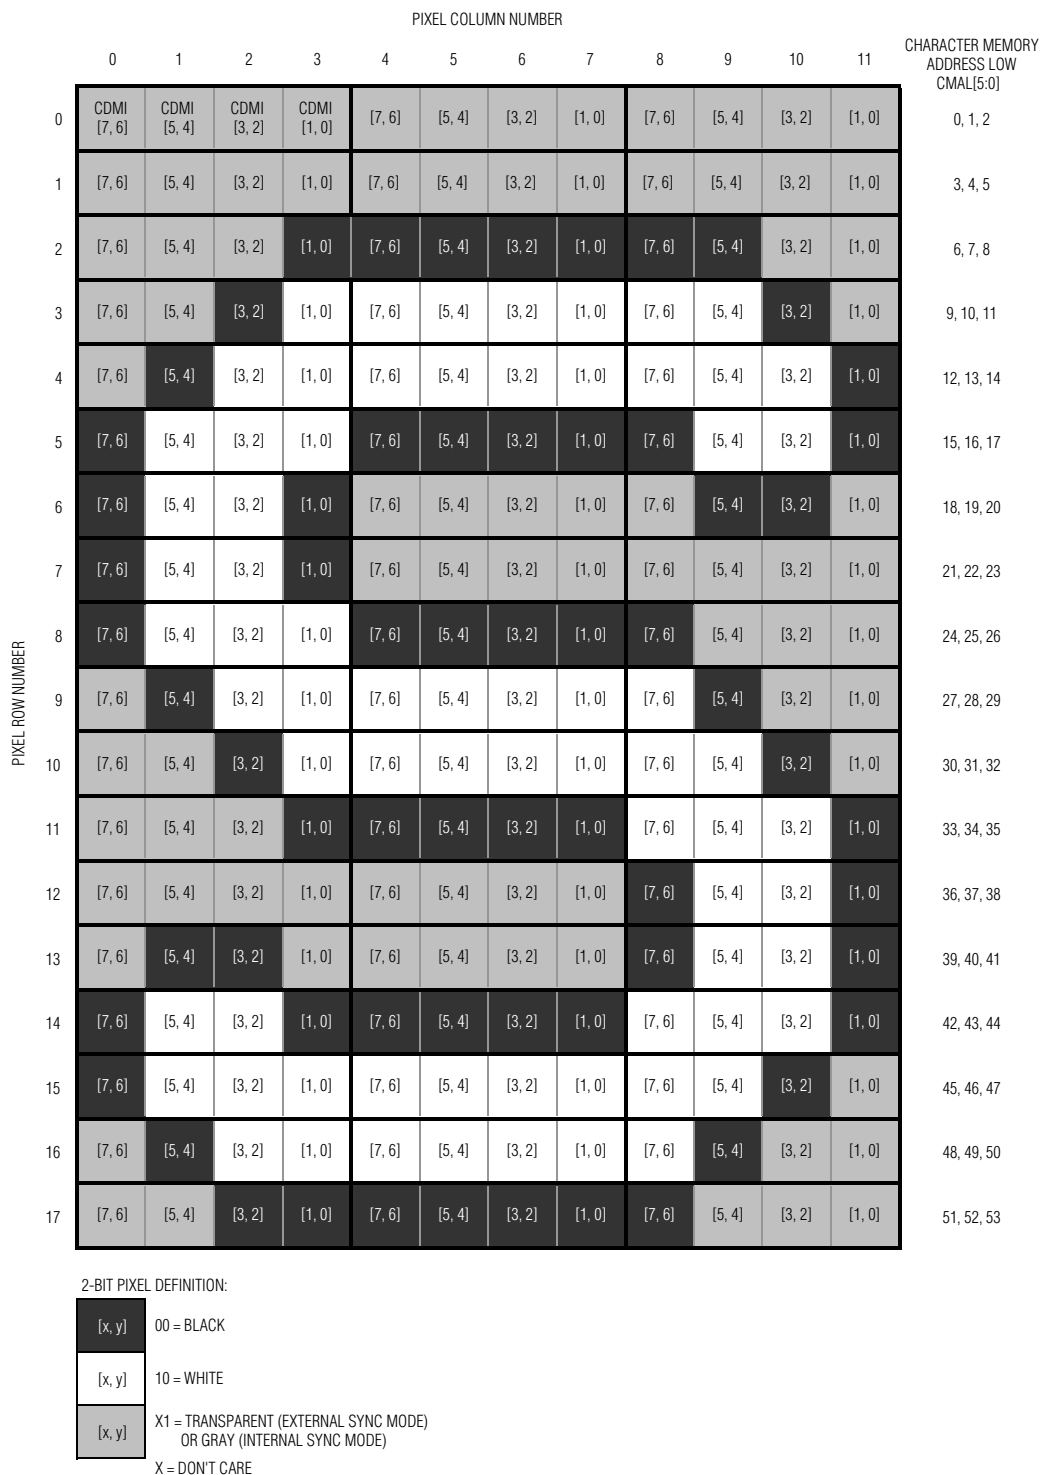 PIXEL COLUMN NUMBER
0 1 2 3 4 5 6 7 8 9 10 11
CHARACTER MEMORY
ADDRESS LOW
CMAL[5:0]
PIXEL ROW NUMBER
0 CDMI [7, 6] CDMI [5, 4] CDMI [3, 2] CDMI [1, 0] [7, 6] [5, 4] [3, 2] [1, 0] [7, 6] [5, 4] [3, 2] [1, 0] 0, 1, 2
1 [7, 6] [5, 4] [3, 2] [1, 0] [7, 6] [5, 4] [3, 2] [1, 0] [7, 6] [5, 4] [3, 2] [1, 0] 3, 4, 5
2 [7, 6] [5, 4] [3, 2] [1, 0] [7, 6] [5, 4] [3, 2] [1, 0] [7, 6] [5, 4] [3, 2] [1, 0] 6, 7, 8
3 [7, 6] [5, 4] [3, 2] [1, 0] [7, 6] [5, 4] [3, 2] [1, 0] [7, 6] [5, 4] [3, 2] [1, 0] 9, 10, 11
4 [7, 6] [5, 4] [3, 2] [1, 0] [7, 6] [5, 4] [3, 2] [1, 0] [7, 6] [5, 4] [3, 2] [1, 0] 12, 13, 14
5 [7, 6] [5, 4] [3, 2] [1, 0] [7, 6] [5, 4] [3, 2] [1, 0] [7, 6] [5, 4] [3, 2] [1, 0] 15, 16, 17
6 [7, 6] [5, 4] [3, 2] [1, 0] [7, 6] [5, 4] [3, 2] [1, 0] [7, 6] [5, 4] [3, 2] [1, 0] 18, 19, 20
7 [7, 6] [5, 4] [3, 2] [1, 0] [7, 6] [5, 4] [3, 2] [1, 0] [7, 6] [5, 4] [3, 2] [1, 0] 21, 22, 23
8 [7, 6] [5, 4] [3, 2] [1, 0] [7, 6] [5, 4] [3, 2] [1, 0] [7, 6] [5, 4] [3, 2] [1, 0] 24, 25, 26
9 [7, 6] [5, 4] [3, 2] [1, 0] [7, 6] [5, 4] [3, 2] [1, 0] [7, 6] [5, 4] [3, 2] [1, 0] 27, 28, 29
10 [7, 6] [5, 4] [3, 2] [1, 0] [7, 6] [5, 4] [3, 2] [1, 0] [7, 6] [5, 4] [3, 2] [1, 0] 30, 31, 32
11 [7, 6] [5, 4] [3, 2] [1, 0] [7, 6] [5, 4] [3, 2] [1, 0] [7, 6] [5, 4] [3, 2] [1, 0] 33, 34, 35
12 [7, 6] [5, 4] [3, 2] [1, 0] [7, 6] [5, 4] [3, 2] [1, 0] [7, 6] [5, 4] [3, 2] [1, 0] 36, 37, 38
13 [7, 6] [5, 4] [3, 2] [1, 0] [7, 6] [5, 4] [3, 2] [1, 0] [7, 6] [5, 4] [3, 2] [1, 0] 39, 40, 41
14 [7, 6] [5, 4] [3, 2] [1, 0] [7, 6] [5, 4] [3, 2] [1, 0] [7, 6] [5, 4] [3, 2] [1, 0] 42, 43, 44
15 [7, 6] [5, 4] [3, 2] [1, 0] [7, 6] [5, 4] [3, 2] [1, 0] [7, 6] [5, 4] [3, 2] [1, 0] 45, 46, 47
16 [7, 6] [5, 4] [3, 2] [1, 0] [7, 6] [5, 4] [3, 2] [1, 0] [7, 6] [5, 4] [3, 2] [1, 0] 48, 49, 50
17 [7, 6] [5, 4] [3, 2] [1, 0] [7, 6] [5, 4] [3, 2] [1, 0] [7, 6] [5, 4] [3, 2] [1, 0] 51, 52, 53
2-BIT PIXEL DEFINITION:
[x, y] 00 = BLACK
[x, y] 10 = WHITE
[x, y] X1 = TRANSPARENT (EXTERNAL SYNC MODE)
OR GRAY (INTERNAL SYNC MODE)
X = DON'T CARE